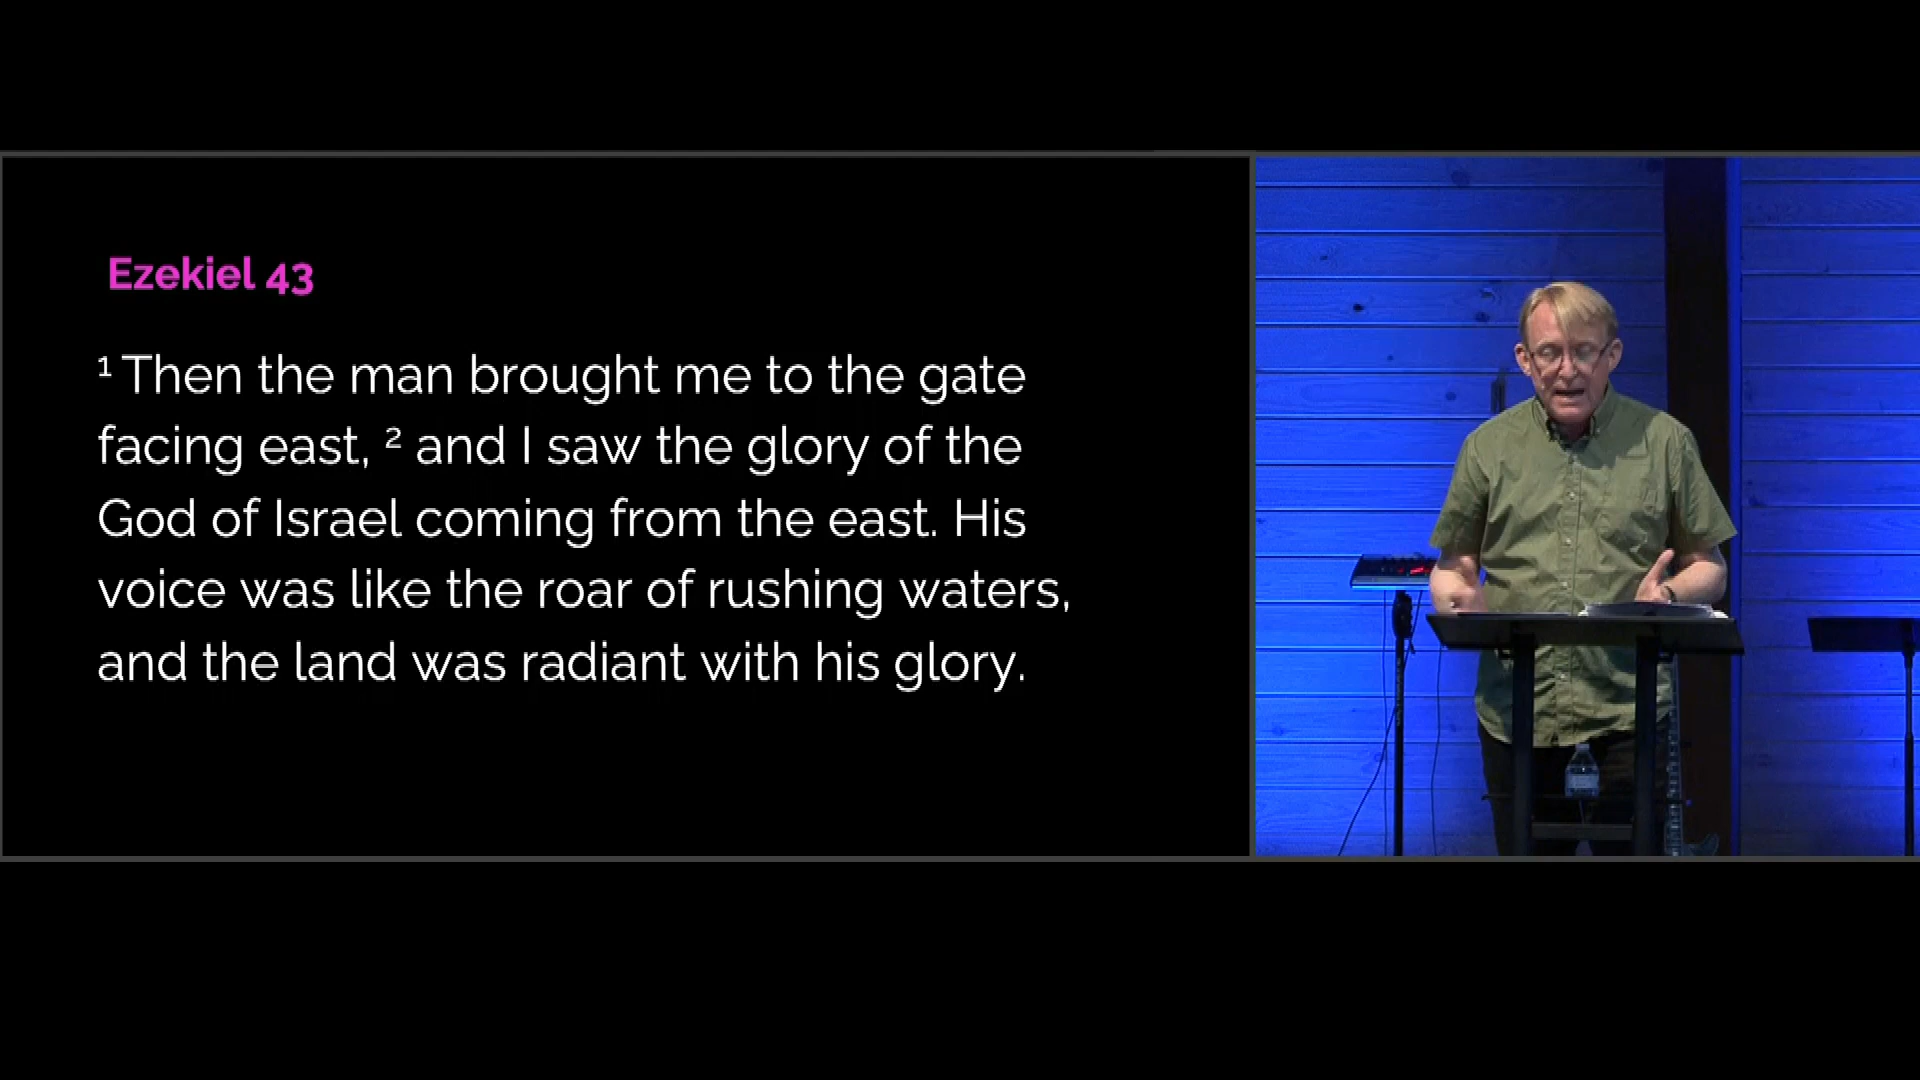 Ezekiel 43
¹ Then the man brought me to the gate
facing east, ² and I saw the glory of the
God of Israel coming from the east. His
voice was like the roar of rushing waters,
and the land was radiant with his glory.